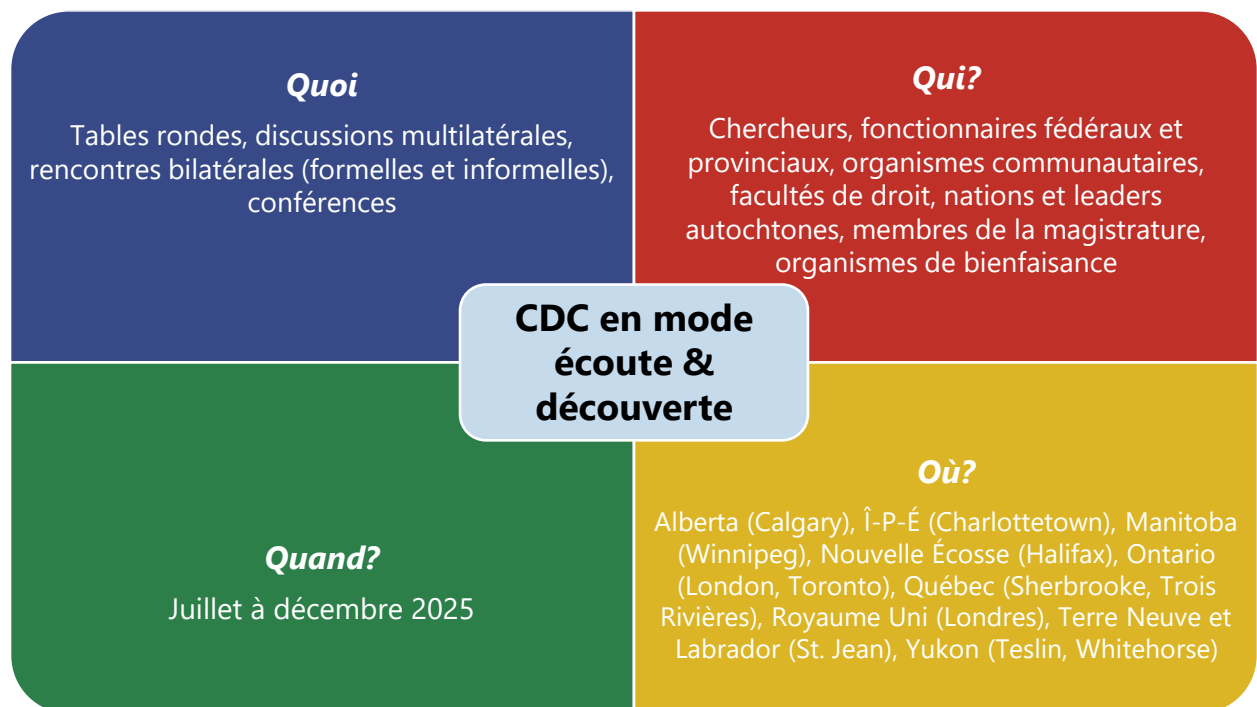 Quoi
Tables rondes, discussions multilatérales,
rencontres bilatérales (formelles et informelles),
conférences
Qui?
Chercheurs, fonctionnaires fédéraux et
provinciaux, organismes communautaires,
facultés de droit, nations et leaders
autochtones, membres de la magistrature,
organismes de bienfaisance
CDC en mode
écoute &
découverte
Quand?
Juillet à décembre 2025
Où?
Alberta (Calgary), Î-P-É (Charlottetown), Manitoba
(Winnipeg), Nouvelle Écosse (Halifax), Ontario
(London, Toronto), Québec (Sherbrooke, Trois
Rivières), Royaume Uni (Londres), Terre Neuve et
Labrador (St. Jean), Yukon (Teslin, Whitehorse)